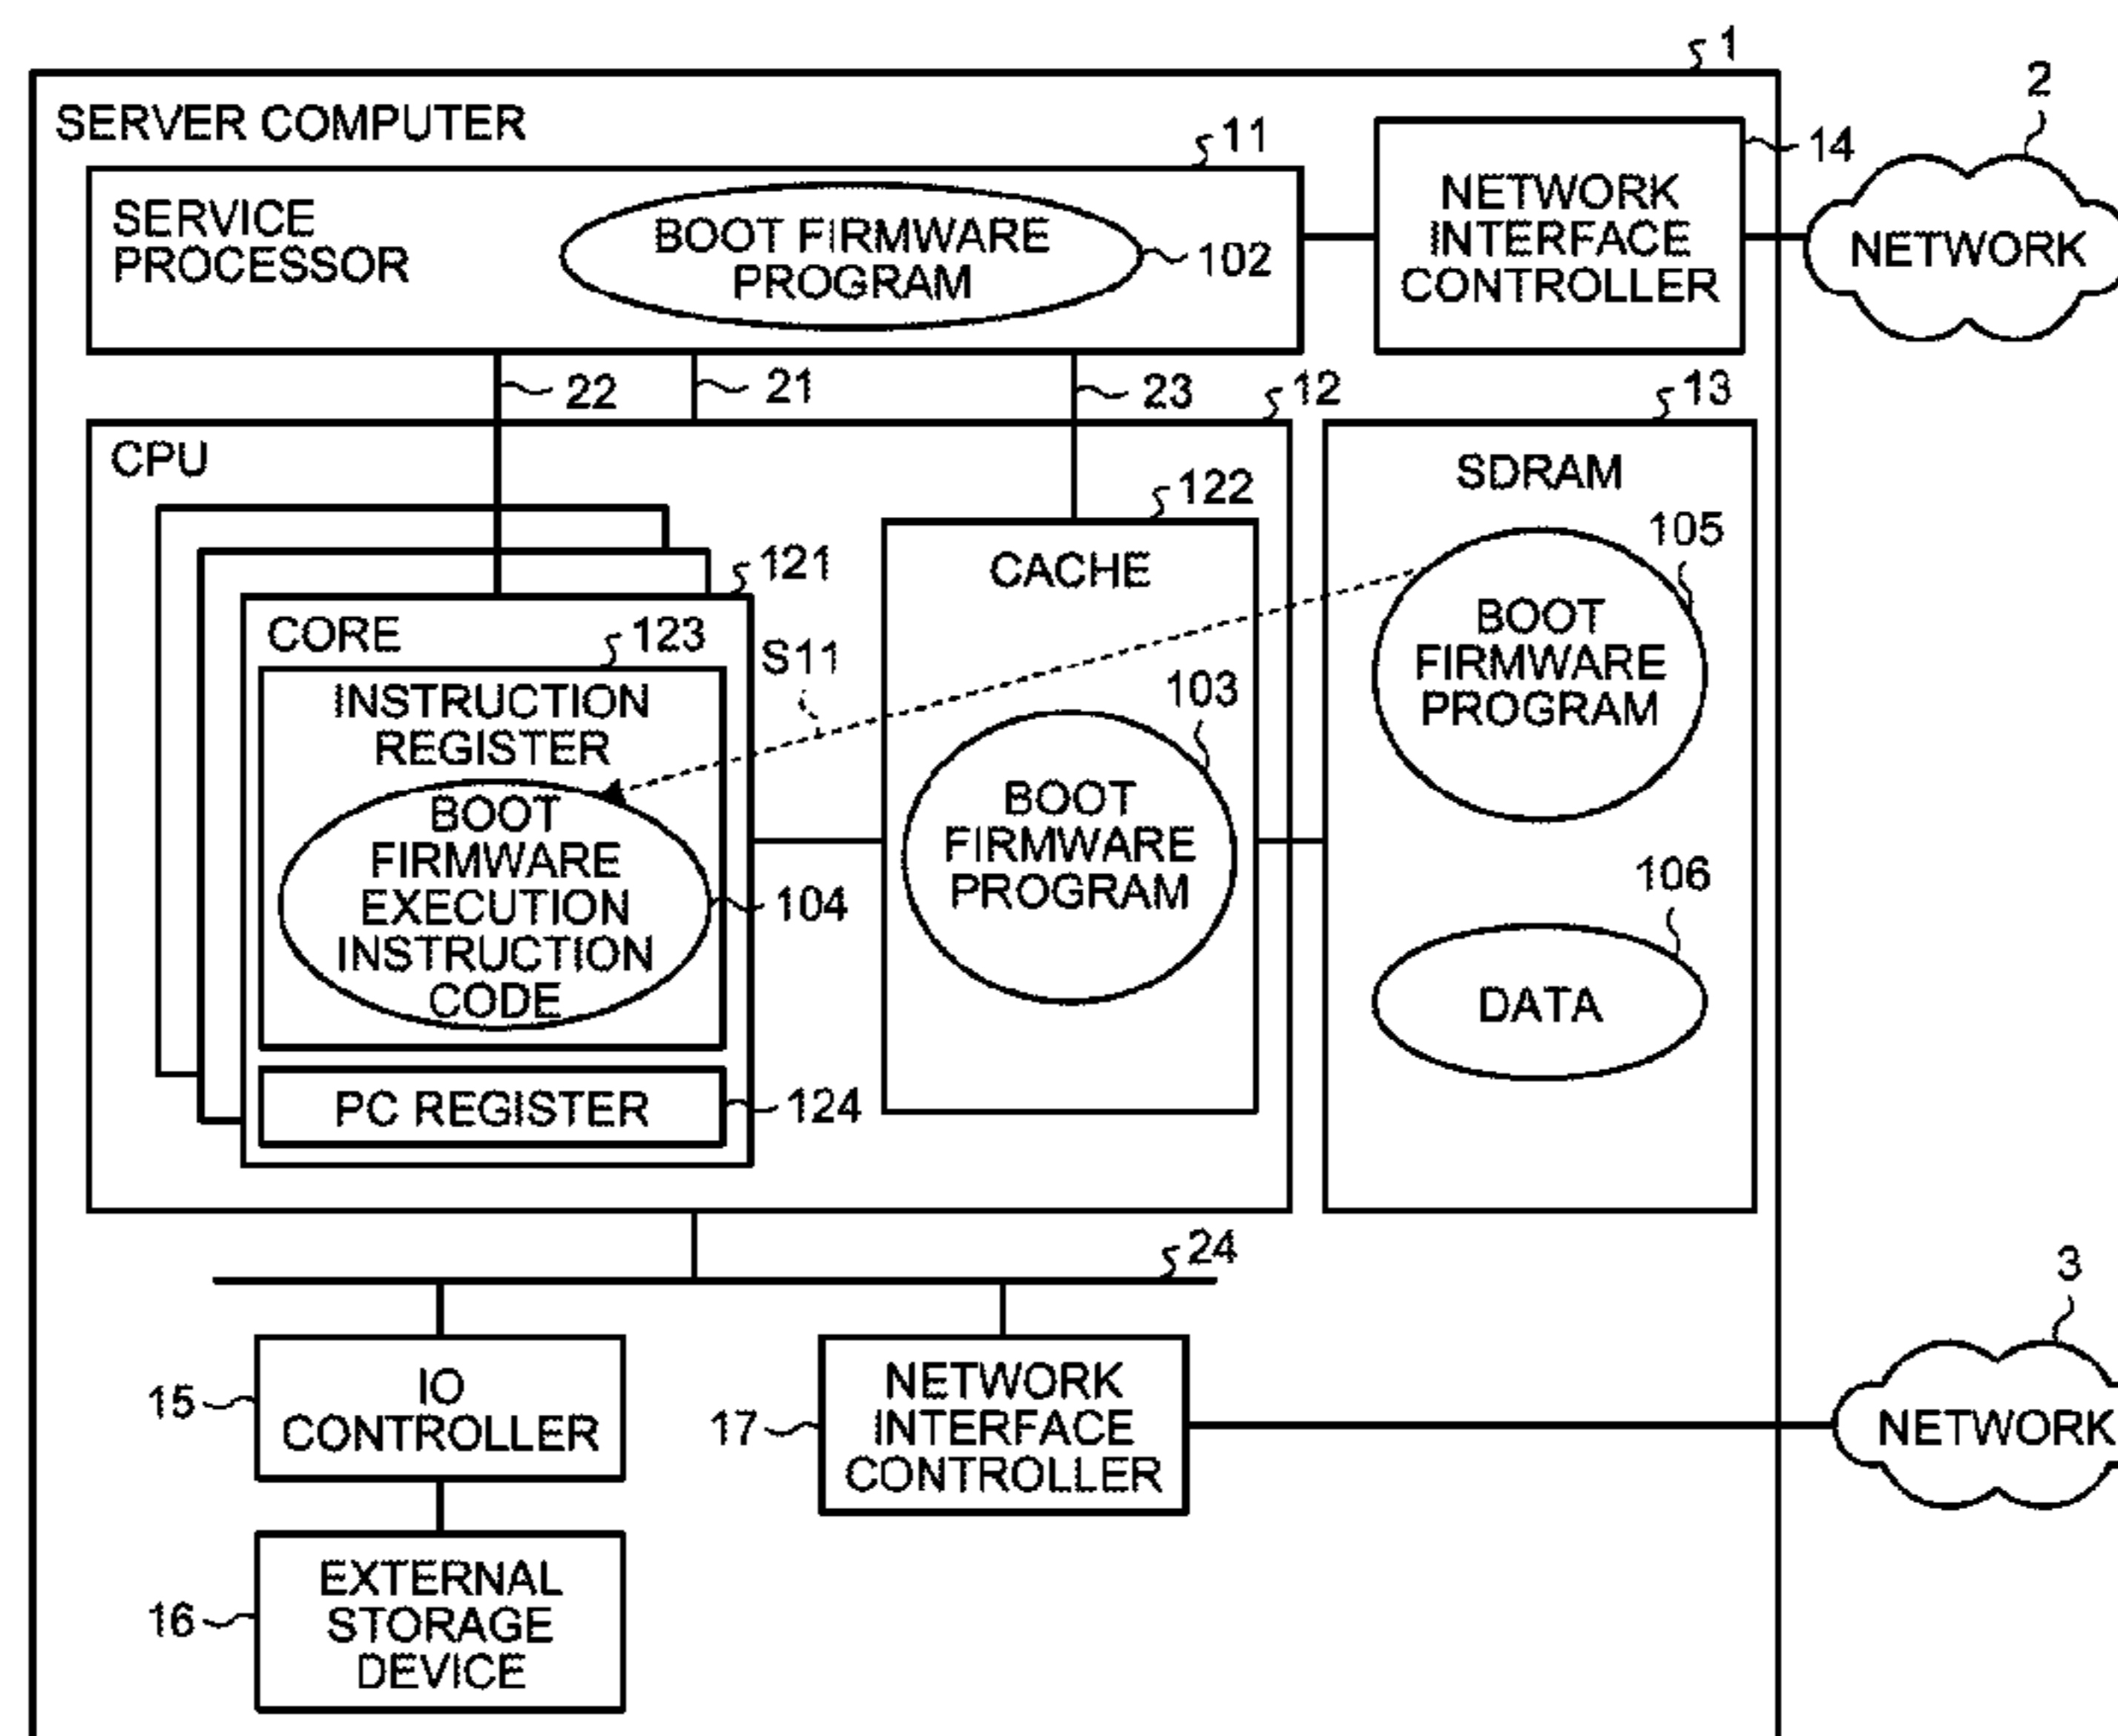 1
SERVER COMPUTER
2
11
14
SERVICE
PROCESSOR
BOOT FIRMWARE
PROGRAM
102
NETWORK
INTERFACE
CONTROLLER
NETWORK
22
21
23
12
13
CPU
SDRAM
122
105
121
CACHE
CORE
123
S11
BOOT
FIRMWARE
PROGRAM
INSTRUCTION
REGISTER
103
BOOT
FIRMWARE
EXECUTION
INSTRUCTION
CODE
104
BOOT
FIRMWARE
PROGRAM
106
DATA
PC REGISTER
124
24
3
15
IO
CONTROLLER
17
NETWORK
INTERFACE
CONTROLLER
NETWORK
16
EXTERNAL
STORAGE
DEVICE